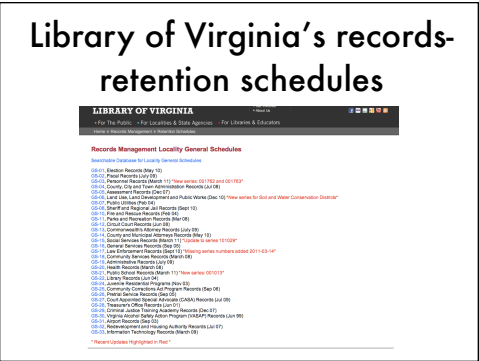 Library of Virginia's records-
retention schedules
LIBRARY OF VIRGINIA
• About Us
• For The Public • For Localities & State Agencies • For Libraries & Educators
Home > Records Management > Retention Schedules
Records Management Locality General Schedules
Searchable Database for Locality General Schedules
GS-01, Election Records (May 10)
GS-02, Fiscal Records (July 09)
GS-03, Personnel Records (March 11) *New series: 001762 and 001763*
GS-04, County, City and Town Administration Records (Jul 08)
GS-05, Assessment Records (Dec 07)
GS-06, Land Use, Land Development and Public Works (Dec 10) *New series for Soil and Water Conservation Districts*
GS-07, Public Utilities (Feb 04)
GS-08, Sheriff and Regional Jail Records (Sept 10)
GS-10, Fire and Rescue Records (Feb 04)
GS-11, Parks and Recreation Records (Mar 08)
GS-12, Circuit Court Records (Jun 09)
GS-13, Commonwealth's Attorney Records (July 09)
GS-14, County and Municipal Attorneys Records (May 10)
GS-15, Social Services Records (March 11) *Update to series 101029*
GS-16, General Services Records (Sep 05)
GS-17, Law Enforcement Records (Sept 10) *Missing series numbers added 2011-03-14*
GS-18, Community Services Records (March 08)
GS-19, Administrative Records (July 09)
GS-20, Health Records (March 08)
GS-21, Public School Records (March 11) *New series: 001013*
GS-22, Library Records (Jun 04)
GS-24, Juvenile Residential Programs (Nov 03)
GS-25, Community Corrections Act Program Records (Sep 06)
GS-26, Pretrial Service Records (Sep 05)
GS-27, Court Appointed Special Advocate (CASA) Records (Jul 09)
GS-28, Treasurer's Office Records (Jun 01)
GS-29, Criminal Justice Training Academy Records (Dec 07)
GS-30, Virginia Alcohol Safety Action Program (VASAP) Records (Jun 99)
GS-31, Airport Records (Sep 03)
GS-32, Redevelopment and Housing Authority Records (Jul 07)
GS-33, Information Technology Records (March 09)
* Recent Updates Highlighted in Red *